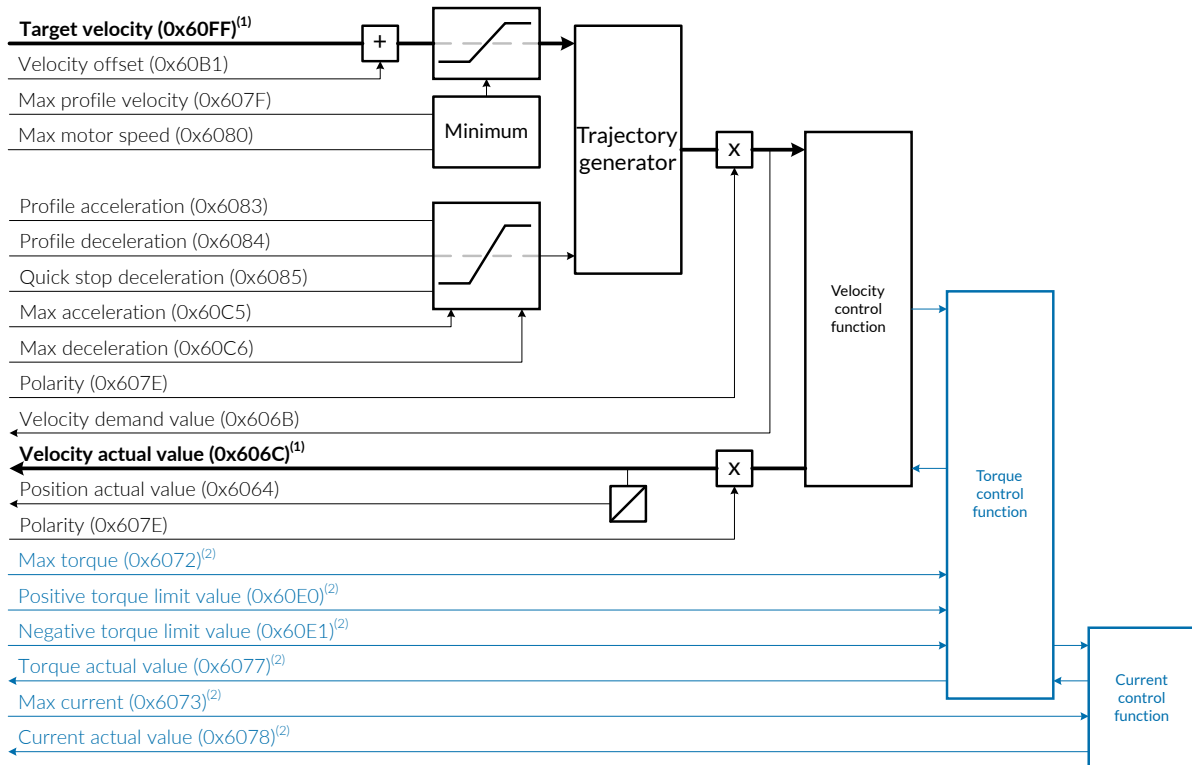 Target velocity (0x60FF)(1)
+
Velocity offset (0x60B1)
Max profile velocity (0x607F)
Max motor speed (0x6080)
Minimum
Trajectory
generator
x
Profile acceleration (0x6083)
Profile deceleration (0x6084)
Quick stop deceleration (0x6085)
Max acceleration (0x60C5)
Max deceleration (0x60C6)
Velocity
control
function
Polarity (0x607E)
Velocity demand value (0x606B)
Velocity actual value (0x606C)(1)
x
Position actual value (0x6064)
Polarity (0x607E)
Torque
control
function
Max torque (0x6072)(2)
Positive torque limit value (0x60E0)(2)
Negative torque limit value (0x60E1)(2)
Torque actual value (0x6077)(2)
Max current (0x6073)(2)
Current actual value (0x6078)(2)
Current
control
function